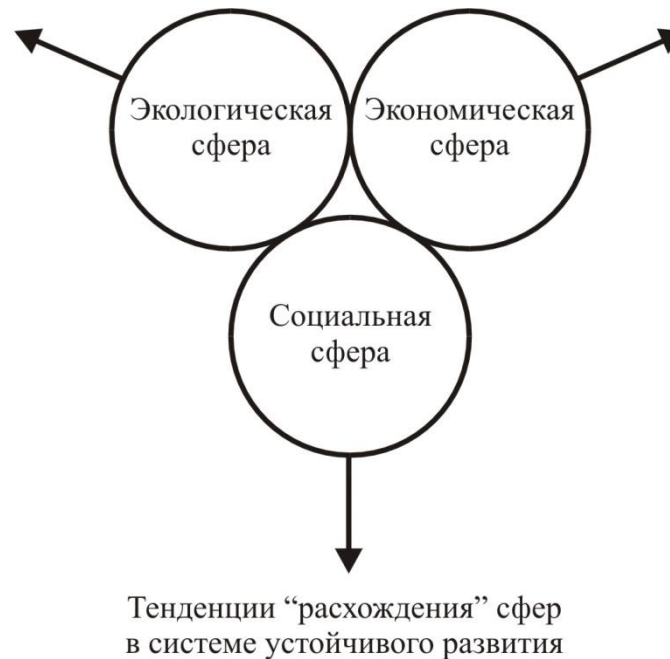 Экологическая
сфера
Экономическая
сфера
Социальная
сфера
Тенденции “расхождения” сфер
в системе устойчивого развития